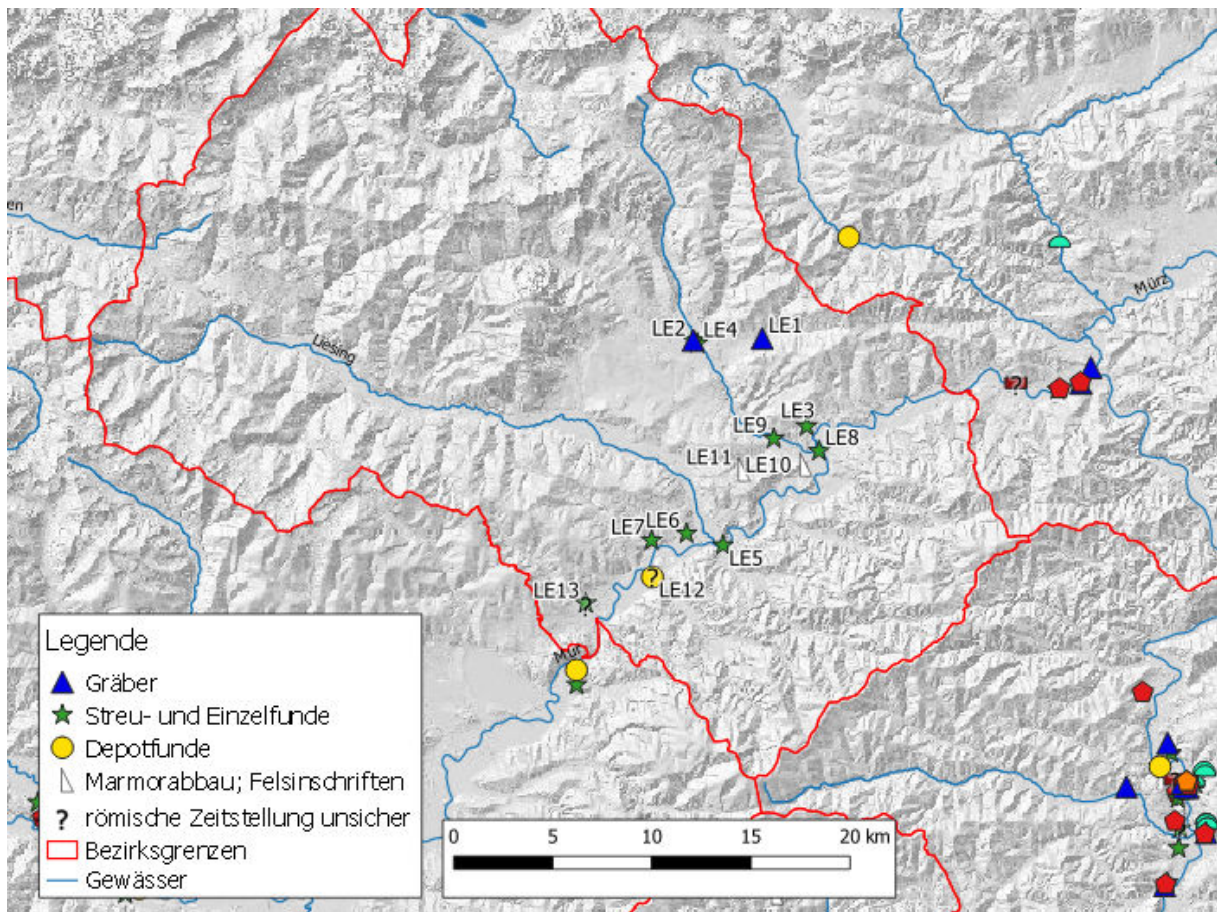 en
Mürz
Liesing
LE2
LE4
LE1
LE9
LE3
LE8
LE11
LE10
?
LE7
LE6
LE5
?
LE12
LE13
?
Mur
Legende
Gräber
Streu- und Einzelfunde
Depotfunde
Marmorabbau; Felsinschriften
? römische Zeitstellung unsicher
Bezirksgrenzen
Gewässer
0 5 10 15 20 km